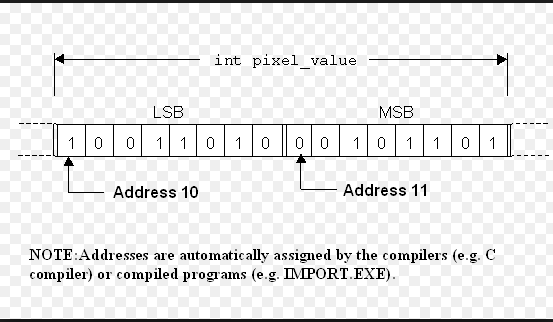 int pixel_value
LSB MSB
1 0 0 1 1 0 1 0 0 0 1 0 1 1 0 1
Address 10 Address 11
NOTE:Addresses are automatically assigned by the compilers (e.g. C
compiler) or compiled programs (e.g. IMPORT.EXE).